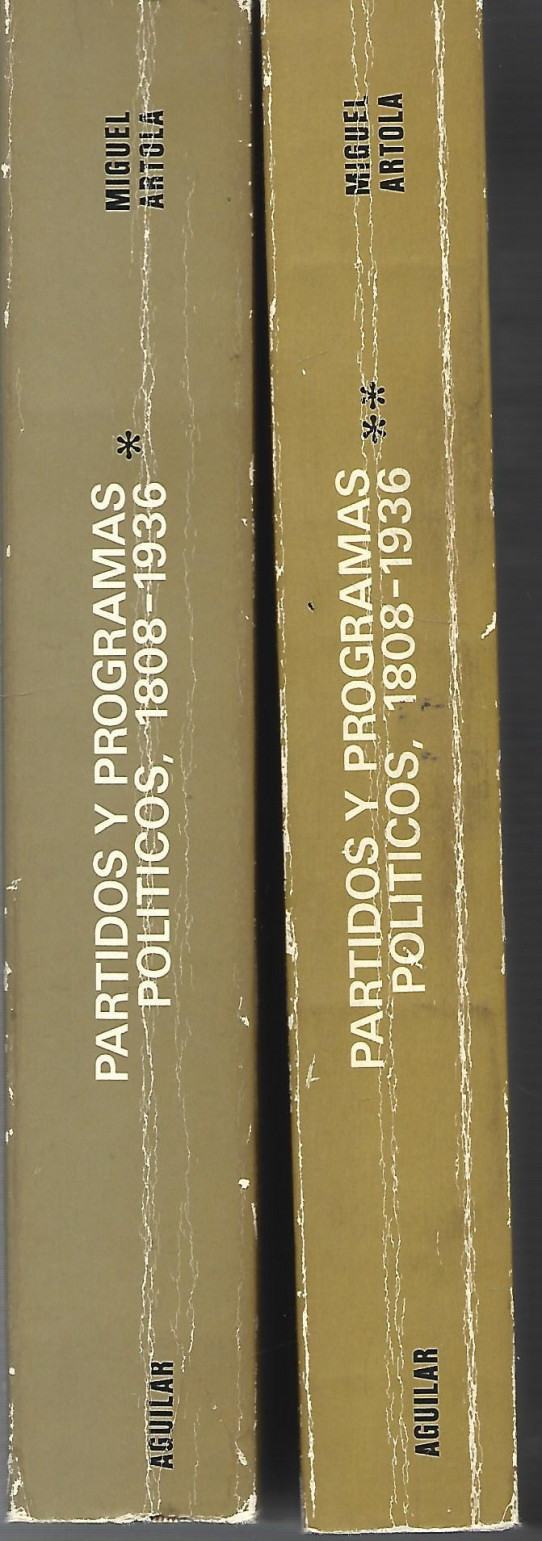 MIGUEL
ARTOLA
PARTIDOS Y PROGRAMAS *
POLITICOS, 1808-1936
AGUILAR
MIGUEL
ARTOLA
PARTIDOS Y PROGRAMAS **
POLITICOS, 1808-1936
AGUILAR